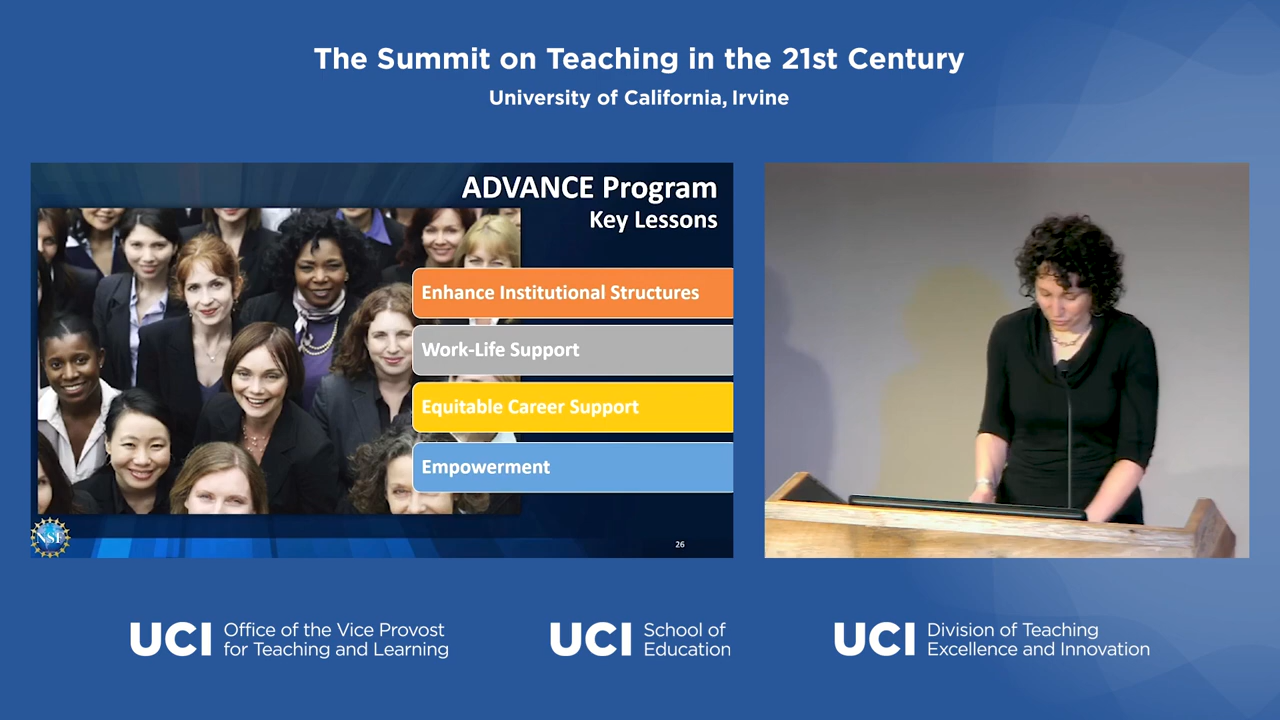 The Summit on Teaching in the 21st Century
University of California, Irvine
ADVANCE Program
Key Lessons
Enhance Institutional Structures
Work-Life Support
Equitable Career Support
Empowerment
NSF
26
UCI Office of the Vice Provost
for Teaching and Learning
UCI School of
Education
UCI Division of Teaching
Excellence and Innovation